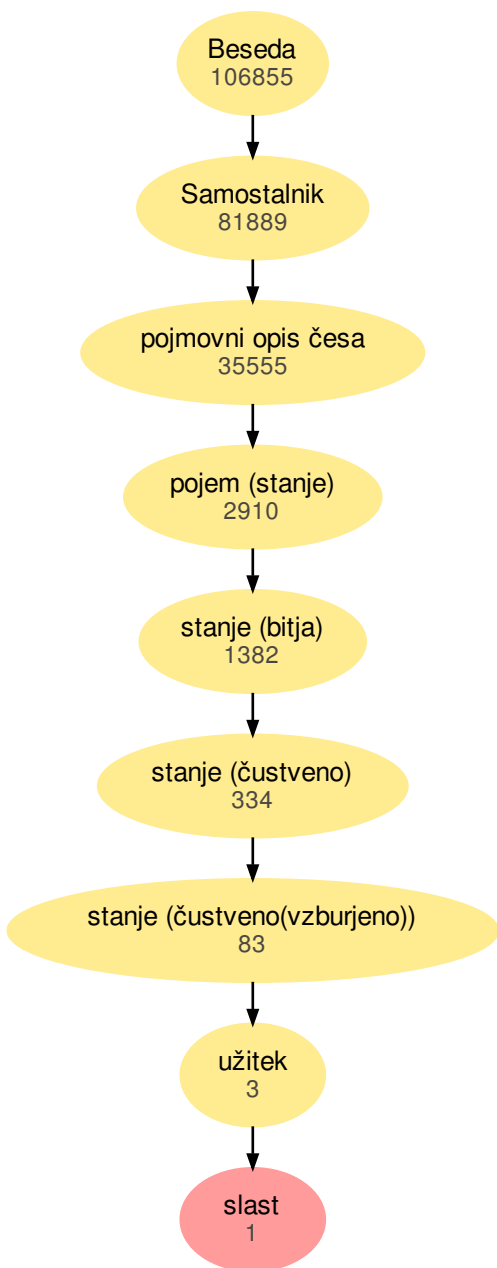 Beseda
106855
Samostalnik
81889
pojmovni opis česa
35555
pojem (stanje)
2910
stanje (bitja)
1382
stanje (čustveno)
334
stanje (čustveno(vzburjeno))
83
užitek
3
slast
1